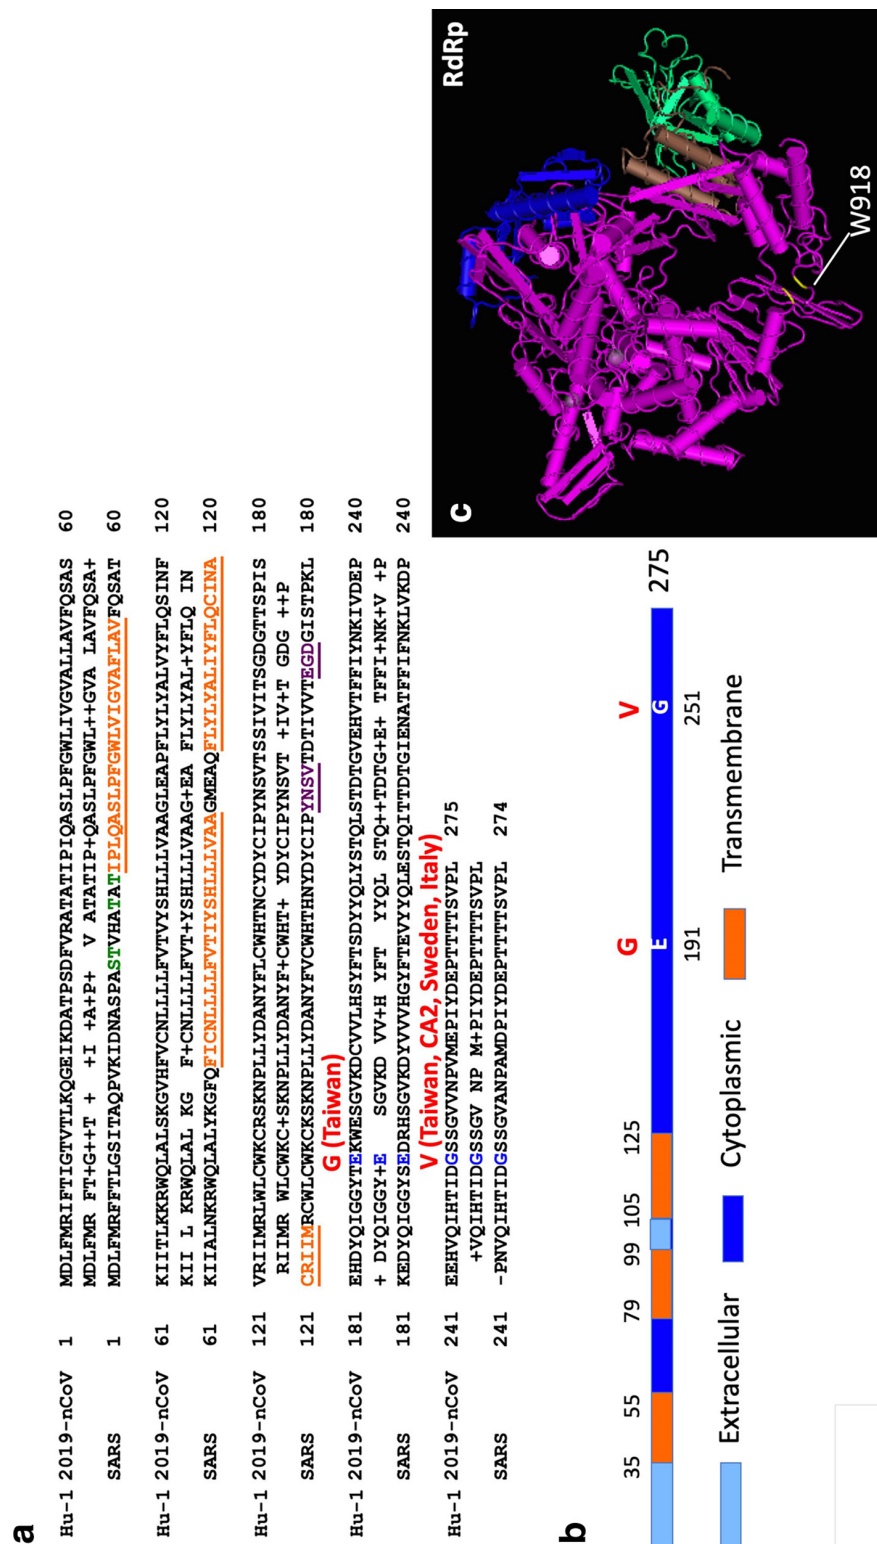 a
Hu-1 2019-nCoV 1 MDLFMRIFTIGTVTLKQGEIKDATPSDFVRATATIPIQASLPFGWLIVGVALLAVFQSAS 60
MDLFMR FT+G++T + +I +A+P+ V ATATIP+QASLPFGWL++GVA LAVFQSA+
SARS 1 MDLFMRFFTLGSITAQPVKIDNASPASTVHATATIPLQASLPFGWLVIGVAFLAVFQSAT 60
Hu-1 2019-nCoV 61 KIITLKKRWQLALSKGVHFVCNLLLLFVTVYSHLLLVAAGLEAPFLYLYALVYFLQSINF 120
KII L KRWQLAL KG F+CNLLLLFVT+YSHLLLVAAG+EA FLYLYAL+YFLQ IN
SARS 61 KIIALNKRWQLALYKGFQFICNLLLLFVTIYSHLLLVAAGMEAQFLYLYALIYFLQCINA 120
Hu-1 2019-nCoV 121 VRIIMRLWLCWKCRSKNPLLYDANYFLCWHTNCYDYCIPYNSVTSSIVITSGDGTTSPIS 180
RIIMR WLCWKC+SKNPLLYDANYF+CWHT+ YDYCIPYNSVT +IV+T GDG ++P
SARS 121 CRIIMRCWLCWKCKSKNPLLYDANYFVCWHTHNYDYCIPYNSVTDTIVVTEGDGISTPKL 180
G (Taiwan)
Hu-1 2019-nCoV 181 EHDYQIGGYTEKWESGVKDCVVLHSYFTSDYYQLYSTQLSTDTGVEHVTFFIYNKIVDEP 240
+ DYQIGGY+E SGVKD VV+H YFT YYQL STQ++TDTG+E+ TFFI+NK+V +P
SARS 181 KEDYQIGGYSEDRHSGVKDYVVVHGYFTEVYYQLESTQITTDTGIENATFFIFNKLVKDP 240
V (Taiwan, CA2, Sweden, Italy)
Hu-1 2019-nCoV 241 EEHVQIHTIDGSSGVVNPVMEPIYDEPTTTTSVPL 275
+VQIHTIDGSSGV NP M+PIYDEPTTTTSVPL
SARS 241 -PNVQIHTIDGSSGVANPAMDPIYDEPTTTTSVPL 274
b
35 55 79 99 105 125 G V 275
E G
191 251
Extracellular Cytoplasmic Transmembrane
c
RdRp
W918